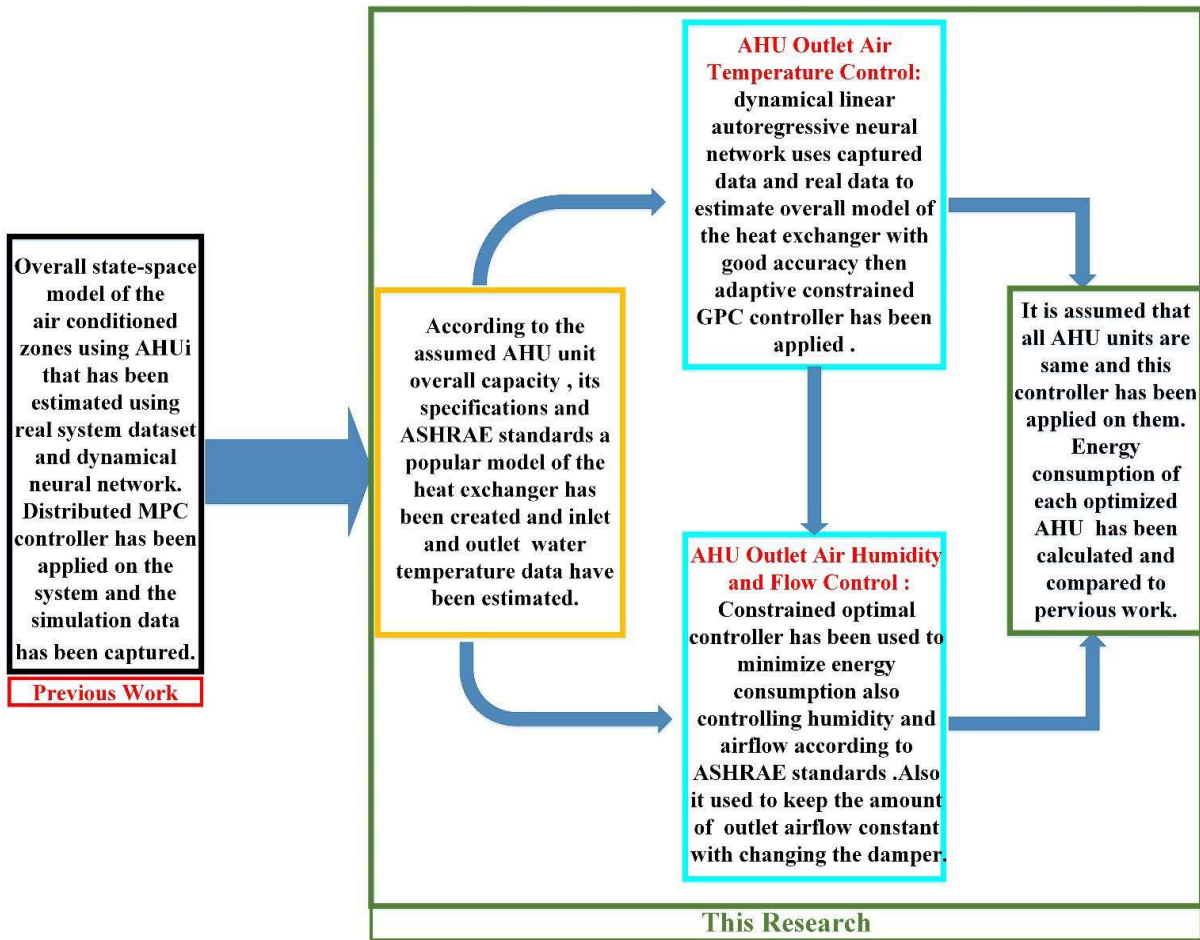 Overall state-space
model of the
air conditioned
zones using AHUi
that has been
estimated using
real system dataset
and dynamical
neural network.
Distributed MPC
controller has been
applied on the
system and the
simulation data
has been captured.
Previous Work
According to the
assumed AHU unit
overall capacity , its
specifications and
ASHRAE standards a
popular model of the
heat exchanger has
been created and inlet
and outlet water
temperature data have
been estimated.
AHU Outlet Air
Temperature Control:
dynamical linear
autoregressive neural
network uses captured
data and real data to
estimate overall model of
the heat exchanger with
good accuracy then
adaptive constrained
GPC controller has been
applied .
AHU Outlet Air Humidity
and Flow Control :
Constrained optimal
controller has been used to
minimize energy
consumption also
controlling humidity and
airflow according to
ASHRAE standards .Also
it used to keep the amount
of outlet airflow constant
with changing the damper.
It is assumed that
all AHU units are
same and this
controller has been
applied on them.
Energy
consumption of
each optimized
AHU has been
calculated and
compared to
pervious work.
This Research